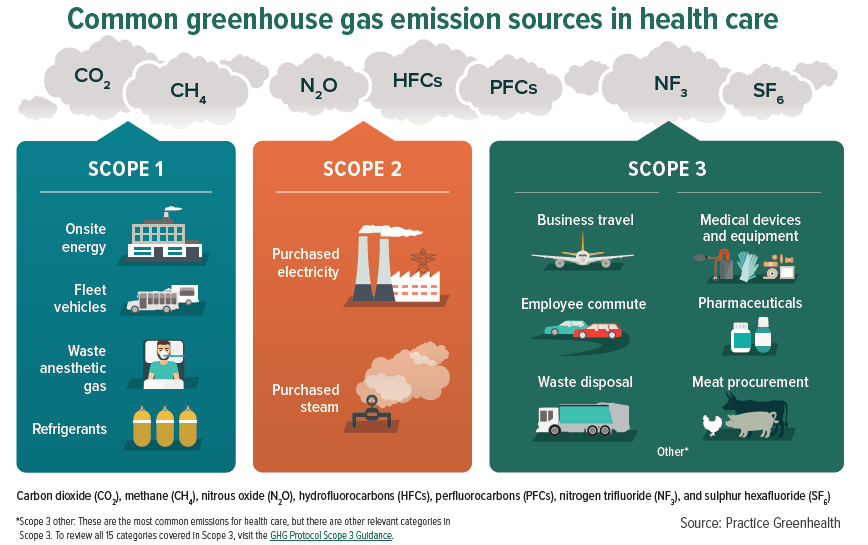 Common greenhouse gas emission sources in health care
CO2
CH4
N2O
HFCs
PFCs
NF3
SF6
SCOPE 1
Onsite
energy
Fleet
vehicles
Waste
anesthetic
gas
Refrigerants
SCOPE 2
Purchased
electricity
Purchased
steam
SCOPE 3
Business travel
Employee commute
Waste disposal
Medical devices
and equipment
Pharmaceuticals
Meat procurement
Other*
Carbon dioxide (CO2), methane (CH4), nitrous oxide (N2O), hydrofluorocarbons (HFCs), perfluorocarbons (PFCs), nitrogen trifluoride (NF3), and sulphur hexafluoride (SF6)
*Scope 3 other: These are the most common emissions for health care, but there are other relevant categories in
Scope 3. To review all 15 categories covered in Scope 3, visit the GHG Protocol Scope 3 Guidance.
Source: Practice Greenhealth